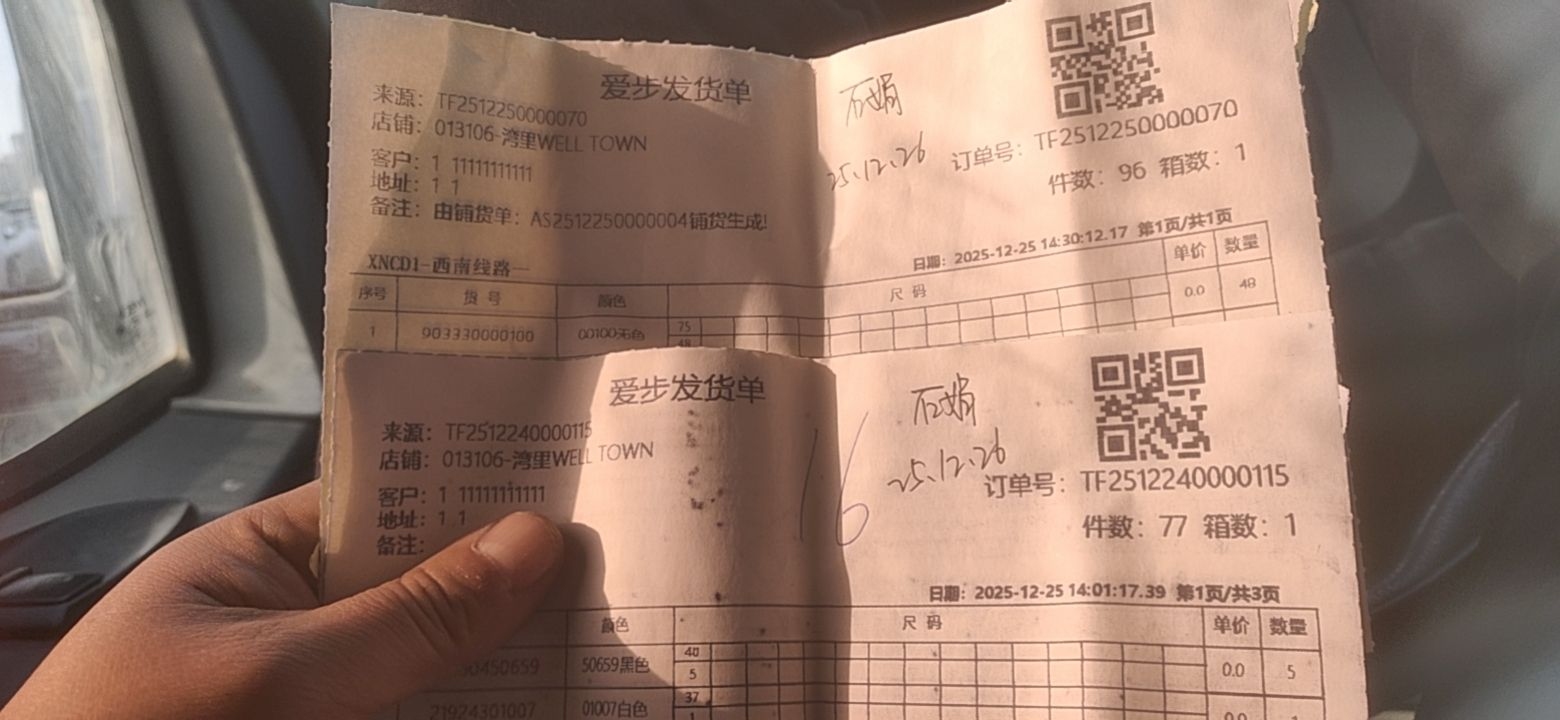 爱步发货单
石娟
25.12.26
来源：TF2512250000070
店铺：013106-湾里WELL TOWN
客户：1 11111111111
地址：1 1
备注：由铺货单：AS2512250000004铺货生成!
订单号：TF2512250000070
件数：96 箱数：1
XNCD1-西南线路一
日期：2025-12-25 14:30:12.17 第1页/共1页
序号 货号 颜色 尺码 单价 数量
1 903330000100 00100无色 75 0.0 48
48
爱步发货单
石娟
25.12.26
16
来源：TF2512240000115
店铺：013106-湾里WELL TOWN
客户：1 11111111111
地址：1 1
备注：
订单号：TF2512240000115
件数：77 箱数：1
日期：2025-12-25 14:01:17.39 第1页/共3页
颜色 尺码 单价 数量
40
50659黑色 5 0.0 5
37
21924301007 01007白色 0.0